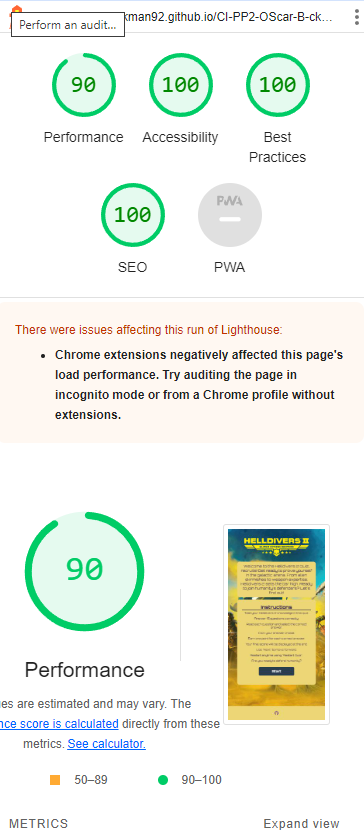 Perform an audit...
kman92.github.io/CI-PP2-OScar-B-ck...
90
100
100
Performance
Accessibility
Best
Practices
100
PWA
SEO
PWA
There were issues affecting this run of Lighthouse:
• Chrome extensions negatively affected this page's
load performance. Try auditing the page in
incognito mode or from a Chrome profile without
extensions.
90
HELLDIVERS II
Instructions
Start
Performance
es are estimated and may vary. The
nce score is calculated directly from these
metrics. See calculator.
50–89
90–100
METRICS
Expand view